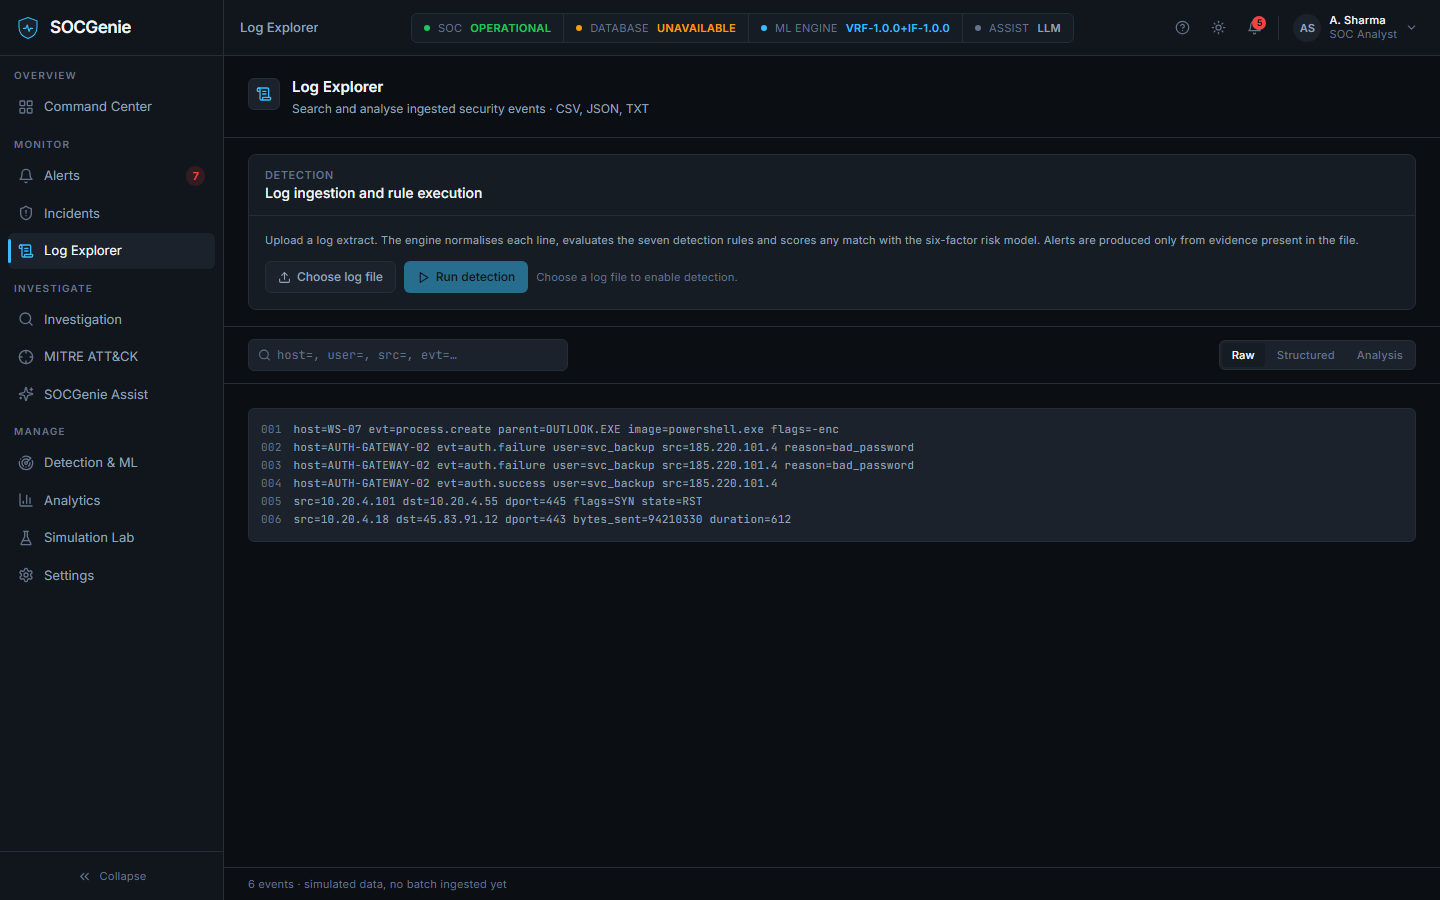 SOCGenie
Log Explorer
SOC OPERATIONAL
DATABASE UNAVAILABLE
ML ENGINE VRF-1.0.0+IF-1.0.0
ASSIST LLM
5
AS
A. Sharma
SOC Analyst
OVERVIEW
Command Center
MONITOR
Alerts 7
Incidents
Log Explorer
INVESTIGATE
Investigation
MITRE ATT&CK
SOCGenie Assist
MANAGE
Detection & ML
Analytics
Simulation Lab
Settings
Collapse
Log Explorer
Search and analyse ingested security events · CSV, JSON, TXT
DETECTION
Log ingestion and rule execution
Upload a log extract. The engine normalises each line, evaluates the seven detection rules and scores any match with the six-factor risk model. Alerts are produced only from evidence present in the file.
Choose log file
Run detection
Choose a log file to enable detection.
host=, user=, src=, evt=…
Raw Structured Analysis
001 host=WS-07 evt=process.create parent=OUTLOOK.EXE image=powershell.exe flags=-enc
002 host=AUTH-GATEWAY-02 evt=auth.failure user=svc_backup src=185.220.101.4 reason=bad_password
003 host=AUTH-GATEWAY-02 evt=auth.failure user=svc_backup src=185.220.101.4 reason=bad_password
004 host=AUTH-GATEWAY-02 evt=auth.success user=svc_backup src=185.220.101.4
005 src=10.20.4.101 dst=10.20.4.55 dport=445 flags=SYN state=RST
006 src=10.20.4.18 dst=45.83.91.12 dport=443 bytes_sent=94210330 duration=612
6 events · simulated data, no batch ingested yet